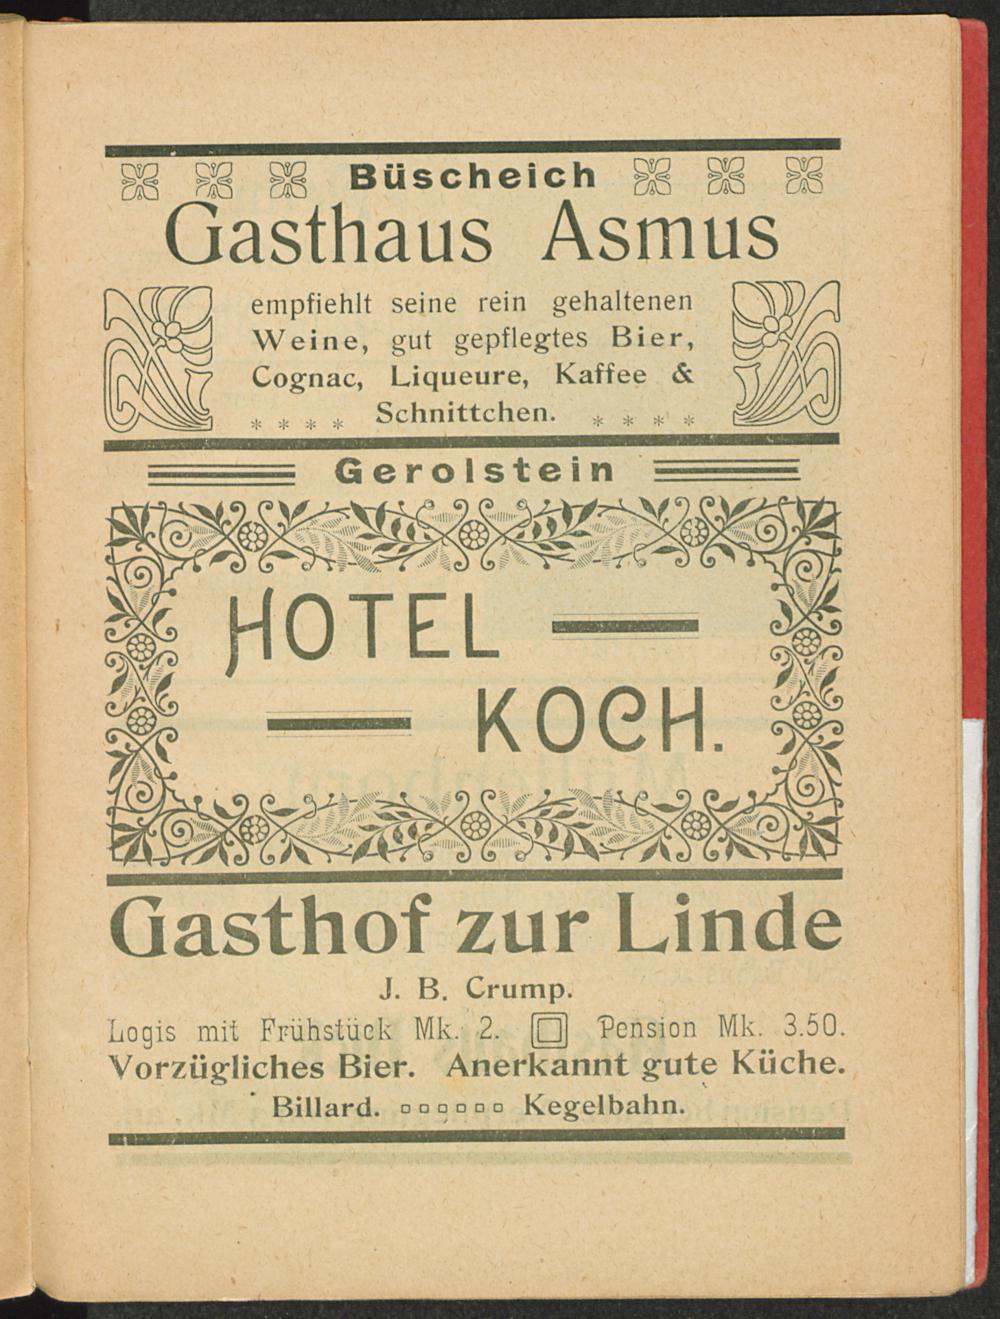 Büscheich
Gasthaus Asmus
empfiehlt seine rein gehaltenen
Weine, gut gepflegtes Bier,
Cognac, Liqueure, Kaffee &
* * * * Schnittchen. * * * *
Gerolstein
HOTEL
KOCH.
Gasthof zur Linde
J. B. Crump.
Logis mit Frühstück Mk. 2. Pension Mk. 3.50.
Vorzügliches Bier. Anerkannt gute Küche.
Billard. Kegelbahn.